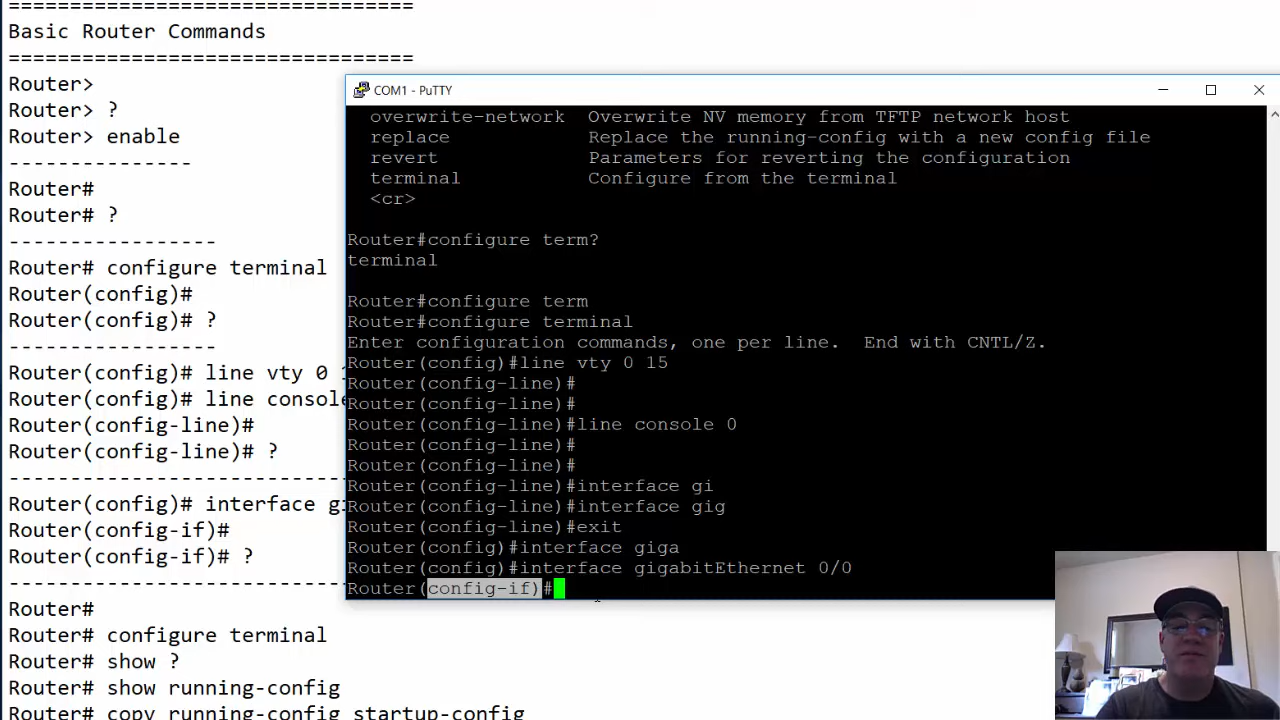 ================================
Basic Router Commands
================================
Router>
Router> ?
Router> enable
---------------
Router#
Router# ?
-----------------
Router# configure terminal
Router(config)#
Router(config)# ?
-----------------
Router(config)# line vty 0
Router(config)# line console
Router(config-line)#
Router(config-line)# ?
Router(config)# interface
Router(config-if)#
Router(config-if)# ?
Router#
Router# configure terminal
Router# show ?
Router# show running-config
Router# copy running-config startup-config
COM1 - PuTTY
overwrite-network Overwrite NV memory from TFTP network host
replace Replace the running-config with a new config file
revert Parameters for reverting the configuration
terminal Configure from the terminal
<cr>
Router#configure term?
terminal
Router#configure term
Router#configure terminal
Enter configuration commands, one per line. End with CNTL/Z.
Router(config)#line vty 0 15
Router(config-line)#
Router(config-line)#
Router(config-line)#line console 0
Router(config-line)#
Router(config-line)#
Router(config-line)#interface gi
Router(config-line)#interface gig
Router(config-line)#exit
Router(config)#interface giga
Router(config)#interface gigabitEthernet 0/0
Router(config-if)#